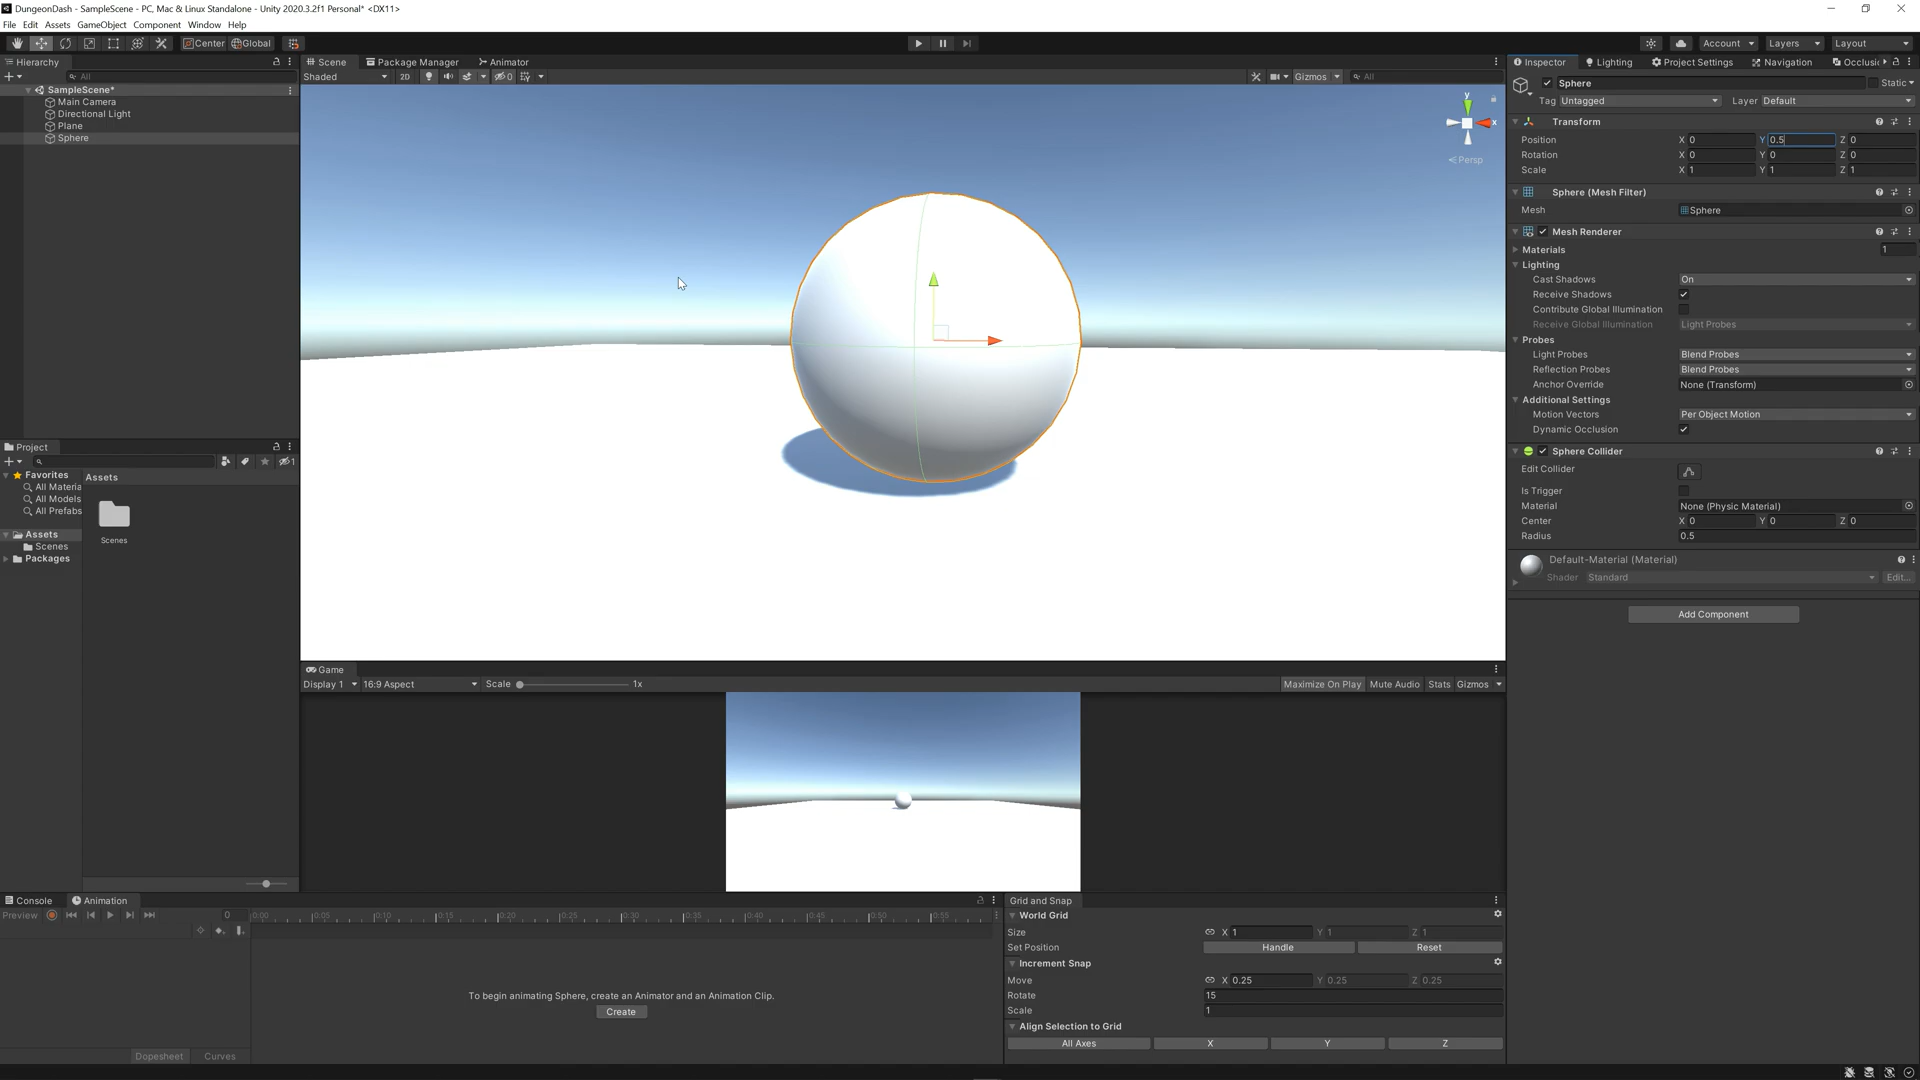 DungeonDash - SampleScene - PC, Mac & Linux Standalone - Unity 2020.3.2f1 Personal* <DX11>
File Edit Assets GameObject Component Window Help
Center Global
Account Layers Layout
Hierarchy
All
SampleScene*
Main Camera
Directional Light
Plane
Sphere
Scene Package Manager Animator
Shaded 2D 0 Gizmos All
y
x
Persp
Inspector Lighting Project Settings Navigation Occlusi
Sphere Static
Tag Untagged Layer Default
Transform
Position X 0 Y 0.5 Z 0
Rotation X 0 Y 0 Z 0
Scale X 1 Y 1 Z 1
Sphere (Mesh Filter)
Mesh Sphere
Mesh Renderer
Materials 1
Lighting
Cast Shadows On
Receive Shadows
Contribute Global Illumination
Receive Global Illumination Light Probes
Probes
Light Probes Blend Probes
Reflection Probes Blend Probes
Anchor Override None (Transform)
Additional Settings
Motion Vectors Per Object Motion
Dynamic Occlusion
Sphere Collider
Edit Collider
Is Trigger
Material None (Physic Material)
Center X 0 Y 0 Z 0
Radius 0.5
Default-Material (Material)
Shader Standard Edit...
Add Component
Project
1
Favorites
All Materia
All Models
All Prefabs
Assets
Scenes
Packages
Assets
Scenes
Game
Display 1 16:9 Aspect Scale 1x Maximize On Play Mute Audio Stats Gizmos
Console Animation
Preview 0 0:00 0:05 0:10 0:15 0:20 0:25 0:30 0:35 0:40 0:45 0:50 0:55
To begin animating Sphere, create an Animator and an Animation Clip.
Create
Dopesheet Curves
Grid and Snap
World Grid
Size X 1 Y 1 Z 1
Set Position Handle Reset
Increment Snap
Move X 0.25 Y 0.25 Z 0.25
Rotate 15
Scale 1
Align Selection to Grid
All Axes X Y Z